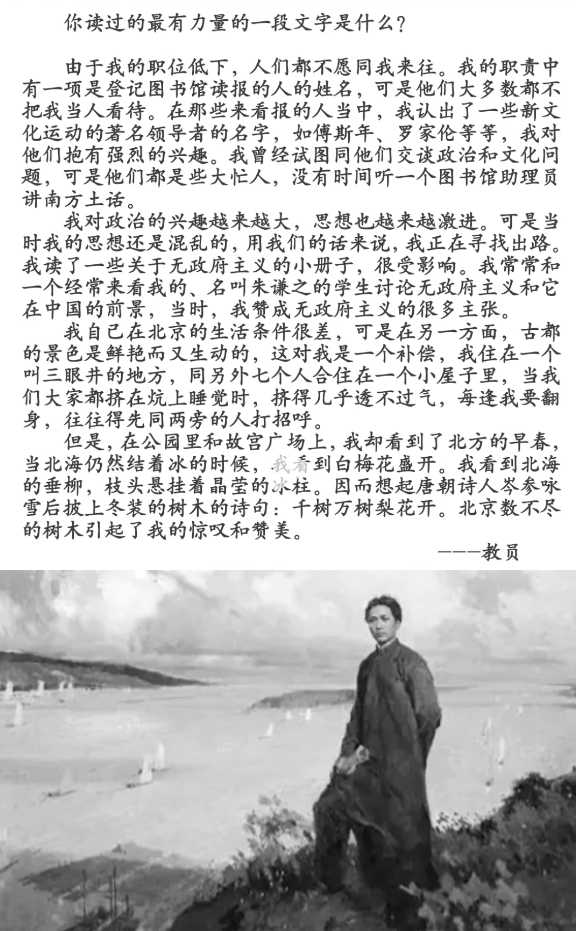 你读过的最有力量的一段文字是什么？
由于我的职位低下，人们都不愿同我来往。我的职责中
有一项是登记图书馆读报的人的姓名，可是他们大多数都不
把我当人看待。在那些来看报的人当中，我认出了一些新文
化运动的著名领导者的名字，如傅斯年、罗家伦等等，我对
他们抱有强烈的兴趣。我曾经试图同他们交谈政治和文化问
题，可是他们都是些大忙人，没有时间听一个图书馆助理员
讲南方土话。
我对政治的兴趣越来越大，思想也越来越激进。可是当
时我的思想还是混乱的，用我们的话来说，我正在寻找出路。
我读了一些关于无政府主义的小册子，很受影响。我常常和
一个经常来看我的、名叫朱谦之的学生讨论无政府主义和它
在中国的前景，当时，我赞成无政府主义的很多主张。
我自己在北京的生活条件很差，可是在另一方面，古都
的景色是鲜艳而又生动的，这对我是一个补偿，我住在一个
叫三眼井的地方，同另外七个人合住在一个小屋子里，当我
们大家都挤在炕上睡觉时，挤得几乎透不过气，每逢我要翻
身，往往得先同两旁的人打招呼。
但是，在公园里和故宫广场上，我却看到了北方的早春，
当北海仍然结着冰的时候，我看到白梅花盛开。我看到北海
的垂柳，枝头悬挂着晶莹的冰柱。因而想起唐朝诗人岑参咏
雪后披上冬装的树木的诗句：千树万树梨花开。北京数不尽
的树木引起了我的惊叹和赞美。
———教员